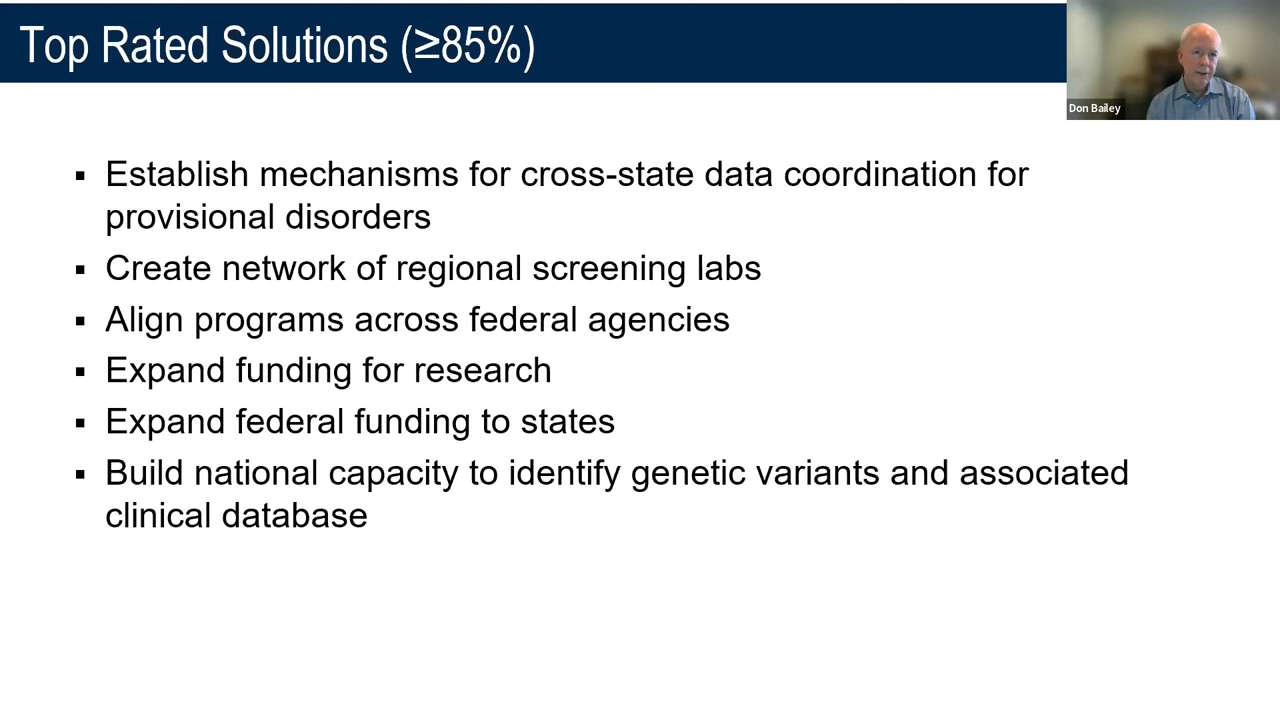 Top Rated Solutions (≥85%)
Don Bailey
▪ Establish mechanisms for cross-state data coordination for
provisional disorders
▪ Create network of regional screening labs
▪ Align programs across federal agencies
▪ Expand funding for research
▪ Expand federal funding to states
▪ Build national capacity to identify genetic variants and associated
clinical database